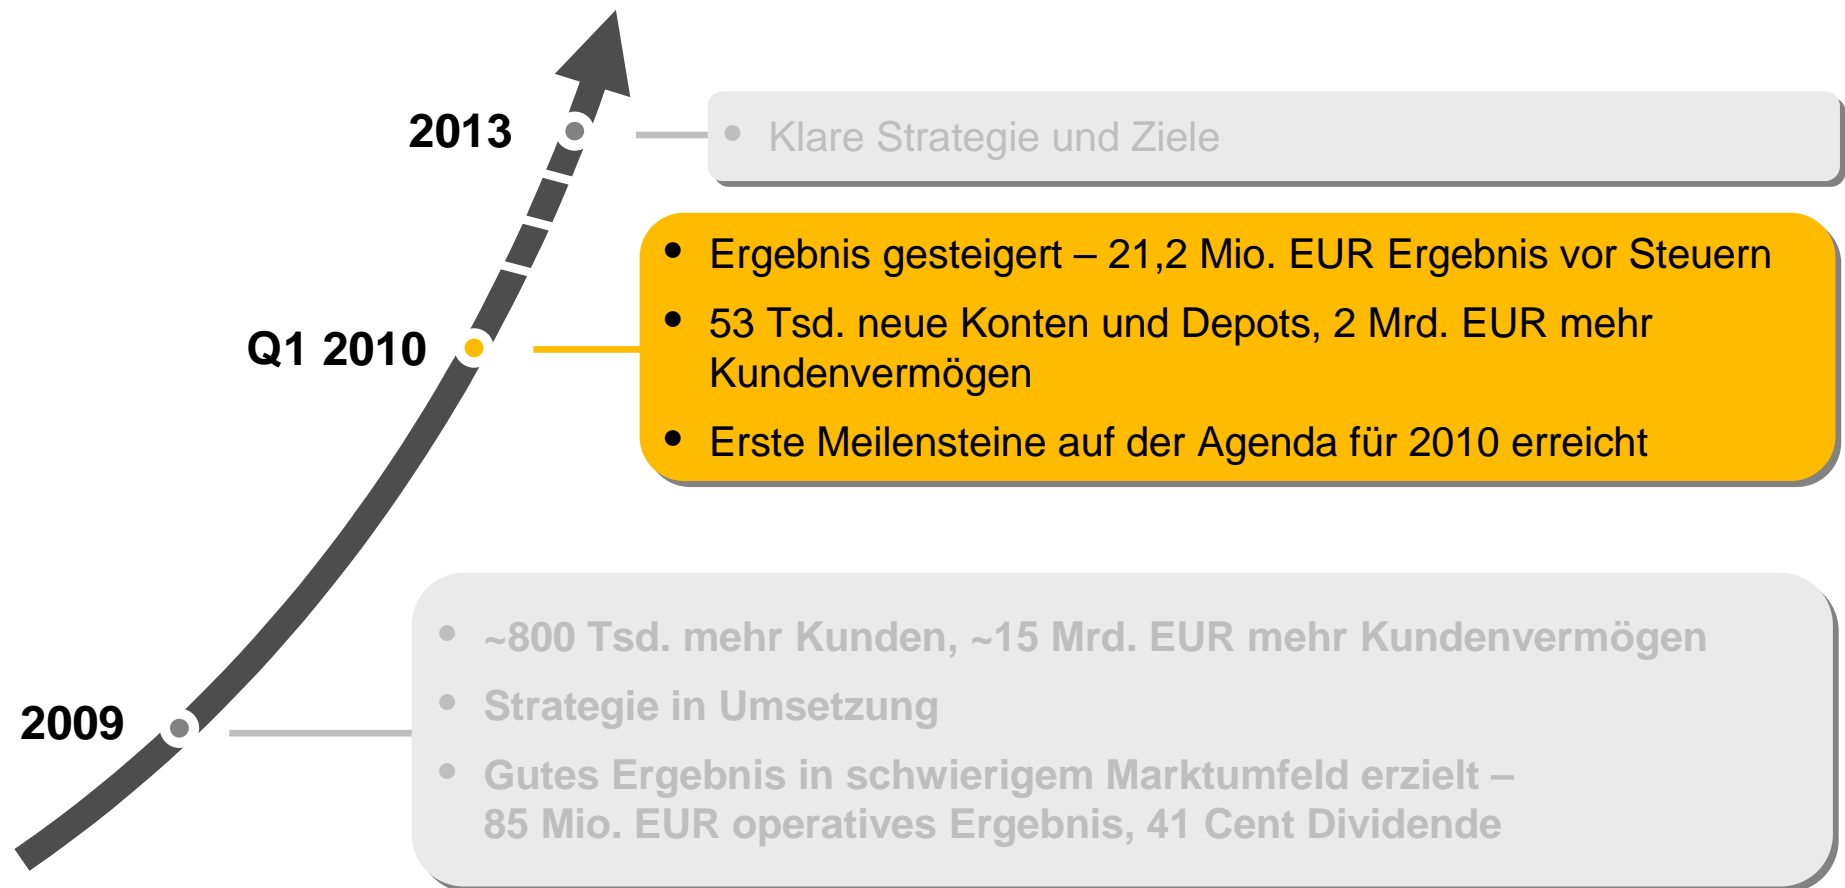 2013
• Klare Strategie und Ziele
Q1 2010
• Ergebnis gesteigert – 21,2 Mio. EUR Ergebnis vor Steuern
• 53 Tsd. neue Konten und Depots, 2 Mrd. EUR mehr
Kundenvermögen
• Erste Meilensteine auf der Agenda für 2010 erreicht
2009
• ~800 Tsd. mehr Kunden, ~15 Mrd. EUR mehr Kundenvermögen
• Strategie in Umsetzung
• Gutes Ergebnis in schwierigem Marktumfeld erzielt –
85 Mio. EUR operatives Ergebnis, 41 Cent Dividende